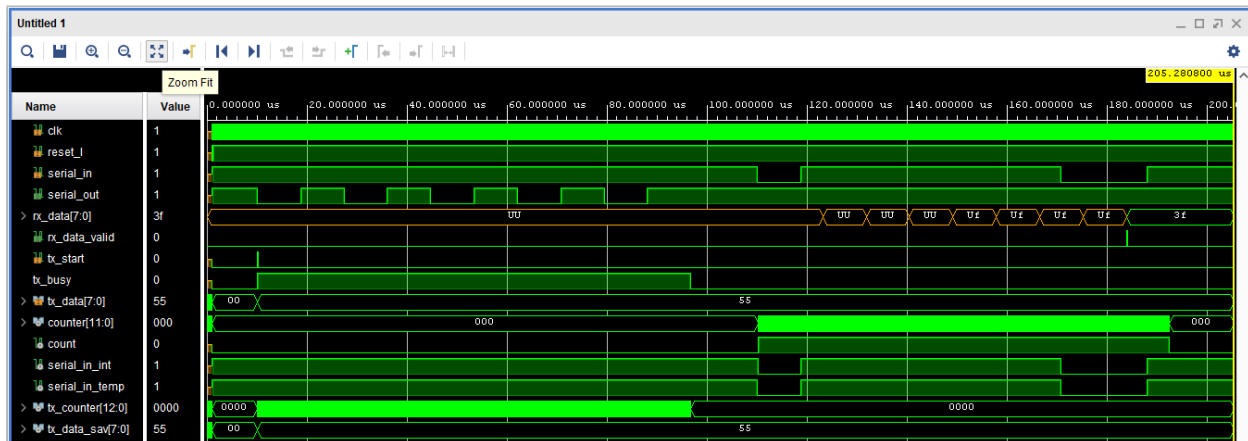 Untitled 1
Zoom Fit
205.280800 us
Name Value 0.000000 us 20.000000 us 40.000000 us 60.000000 us 80.000000 us 100.000000 us 120.000000 us 140.000000 us 160.000000 us 180.000000 us 200.
clk 1
reset_l 1
serial_in 1
serial_out 1
rx_data[7:0] 3f UU UU UU UU Uf Uf Uf Uf 3f
rx_data_valid 0
tx_start 0
tx_busy 0
tx_data[7:0] 55 00 55
counter[11:0] 000 000 000
count 0
serial_in_int 1
serial_in_temp 1
tx_counter[12:0] 0000 0000 0000
tx_data_sav[7:0] 55 00 55